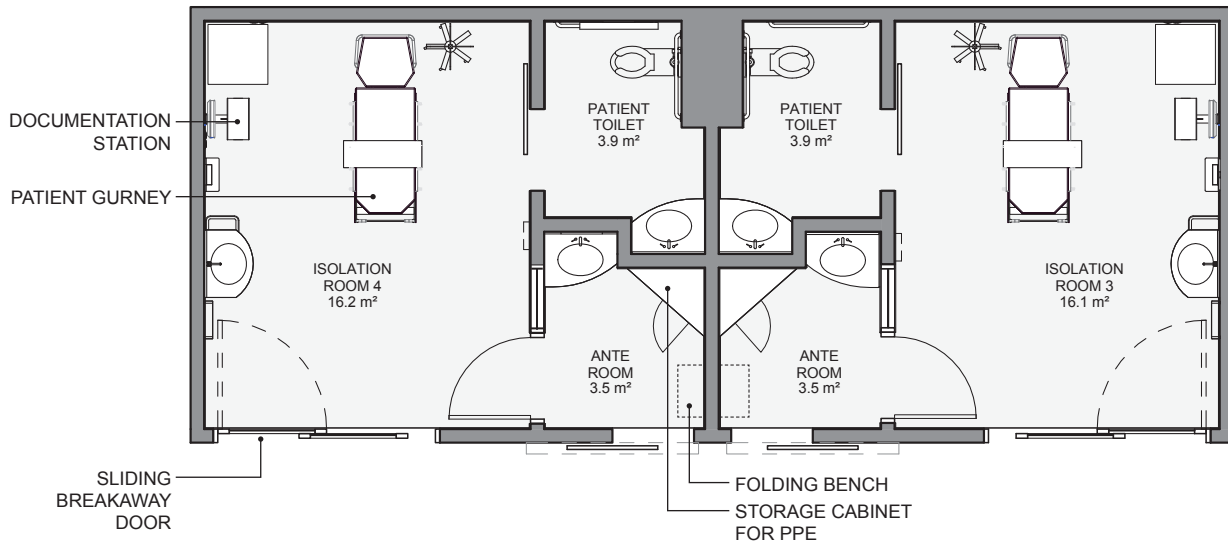 DOCUMENTATION
STATION
PATIENT GURNEY
PATIENT
TOILET
3.9 m²
PATIENT
TOILET
3.9 m²
ISOLATION
ROOM 4
16.2 m²
ISOLATION
ROOM 3
16.1 m²
ANTE
ROOM
3.5 m²
ANTE
ROOM
3.5 m²
SLIDING
BREAKAWAY
DOOR
FOLDING BENCH
STORAGE CABINET
FOR PPE